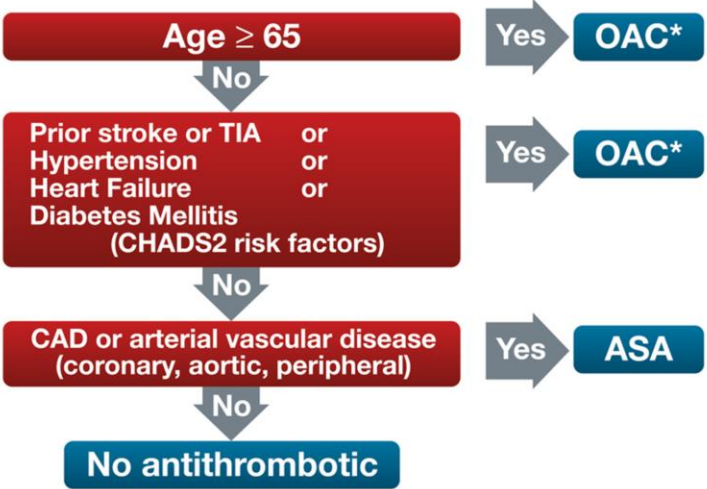 Age ≥ 65
Yes
OAC*
No
Prior stroke or TIA or
Hypertension or
Heart Failure or
Diabetes Mellitis
(CHADS2 risk factors)
Yes
OAC*
No
CAD or arterial vascular disease
(coronary, aortic, peripheral)
Yes
ASA
No
No antithrombotic